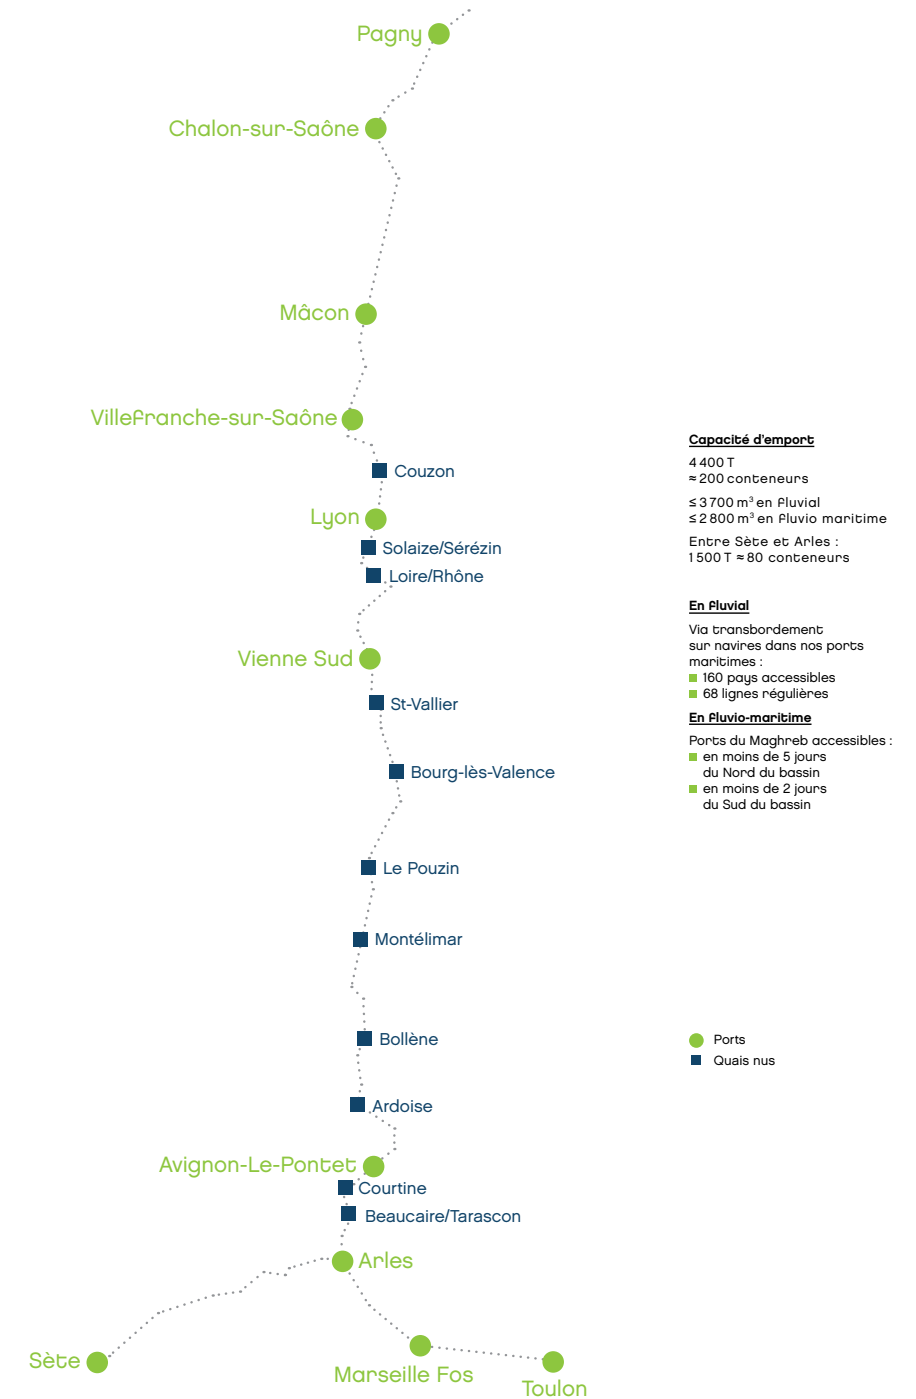 Pagny
Chalon-sur-Saône
Mâcon
Villefranche-sur-Saône
Couzon
Lyon
Solaize/Sérézin
Loire/Rhône
Vienne Sud
St-Vallier
Bourg-lès-Valence
Le Pouzin
Montélimar
Bollène
Ardoise
Avignon-Le-Pontet
Courtine
Beaucaire/Tarascon
Arles
Sète
Marseille Fos
Toulon
Capacité d'emport
4 400 T
≈ 200 conteneurs
≤ 3 700 m³ en fluvial
≤ 2 800 m³ en fluvio maritime
Entre Sète et Arles :
1 500 T ≈ 80 conteneurs
En fluvial
Via transbordement
sur navires dans nos ports
maritimes :
160 pays accessibles
68 lignes régulières
En fluvio-maritime
Ports du Maghreb accessibles :
en moins de 5 jours
du Nord du bassin
en moins de 2 jours
du Sud du bassin
Ports
Quais nus